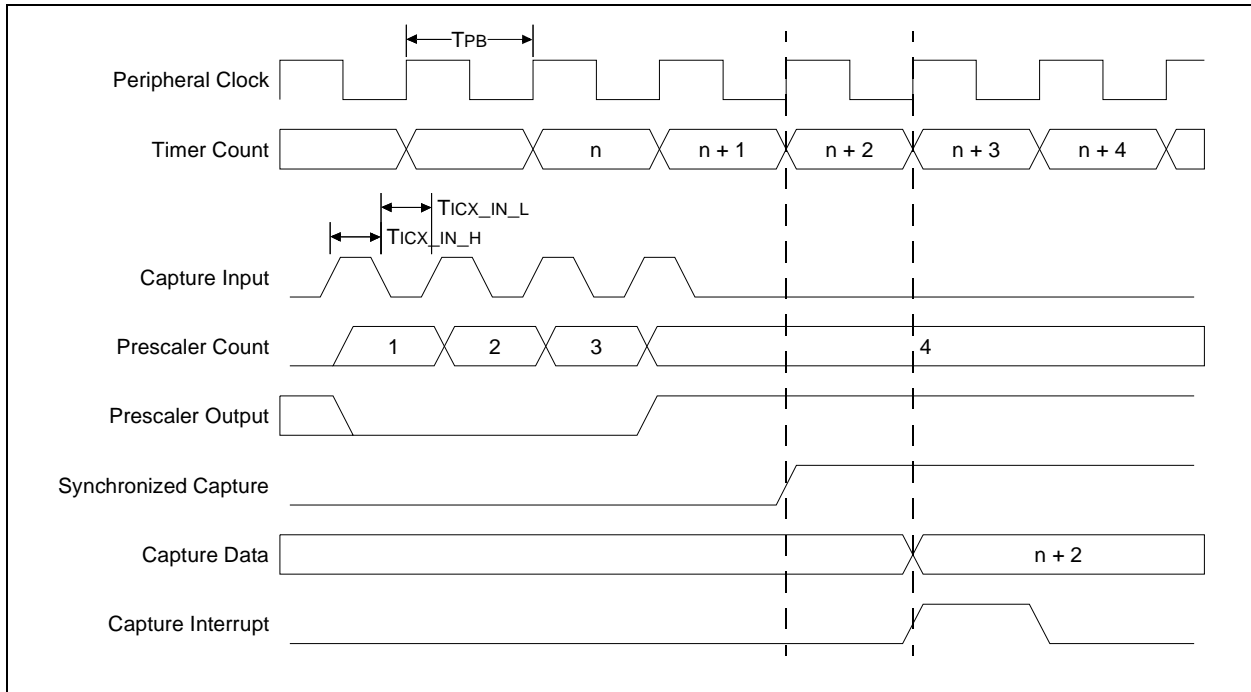 TPB
Peripheral Clock
Timer Count n n + 1 n + 2 n + 3 n + 4
TICX_IN_L
TICX_IN_H
Capture Input
Prescaler Count 1 2 3 4
Prescaler Output
Synchronized Capture
Capture Data n + 2
Capture Interrupt